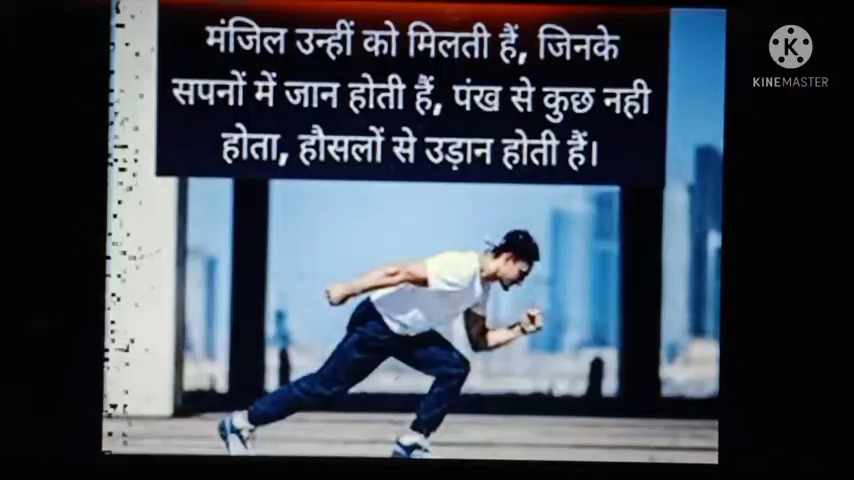 मंजिल उन्हीं को मिलती हैं, जिनके
सपनों में जान होती हैं, पंख से कुछ नही
होता, हौसलों से उड़ान होती हैं।
KINEMASTER